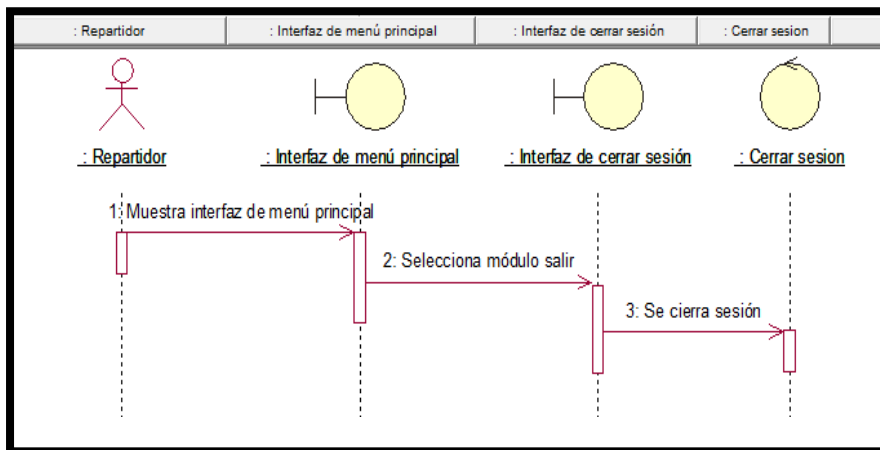 : Repartidor
: Interfaz de menú principal
: Interfaz de cerrar sesión
: Cerrar sesion
: Repartidor
: Interfaz de menú principal
: Interfaz de cerrar sesión
: Cerrar sesion
1: Muestra interfaz de menú principal
2: Selecciona módulo salir
3: Se cierra sesión